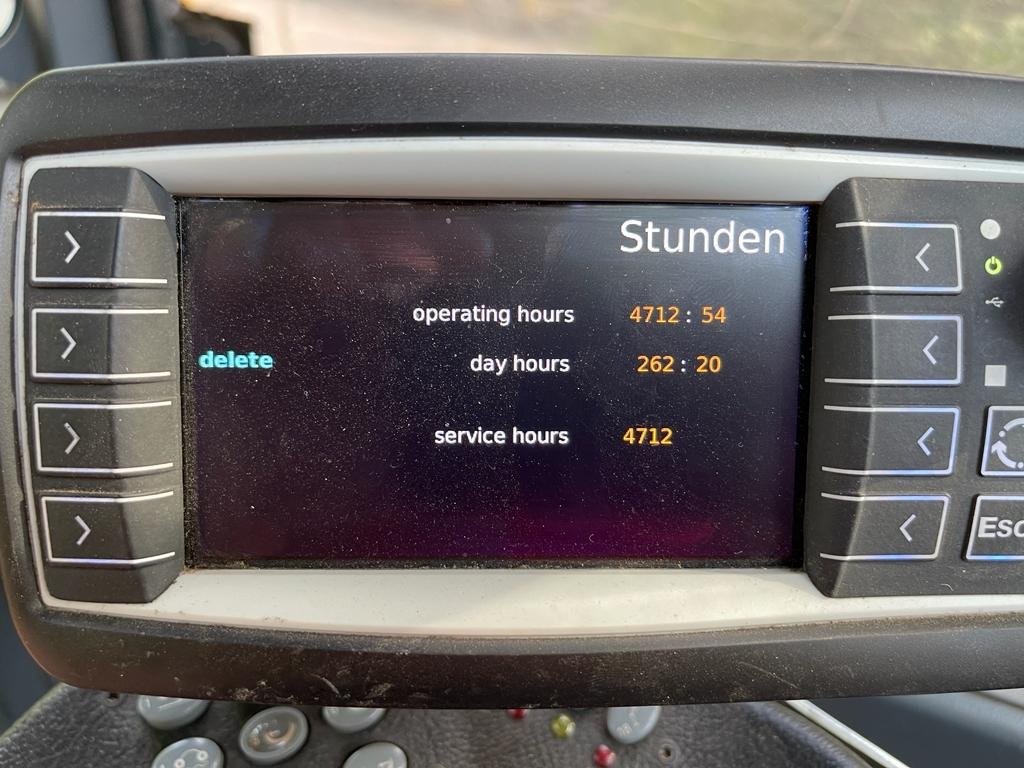 Stunden
operating hours 4712 : 54
delete day hours 262 : 20
service hours 4712
Esc